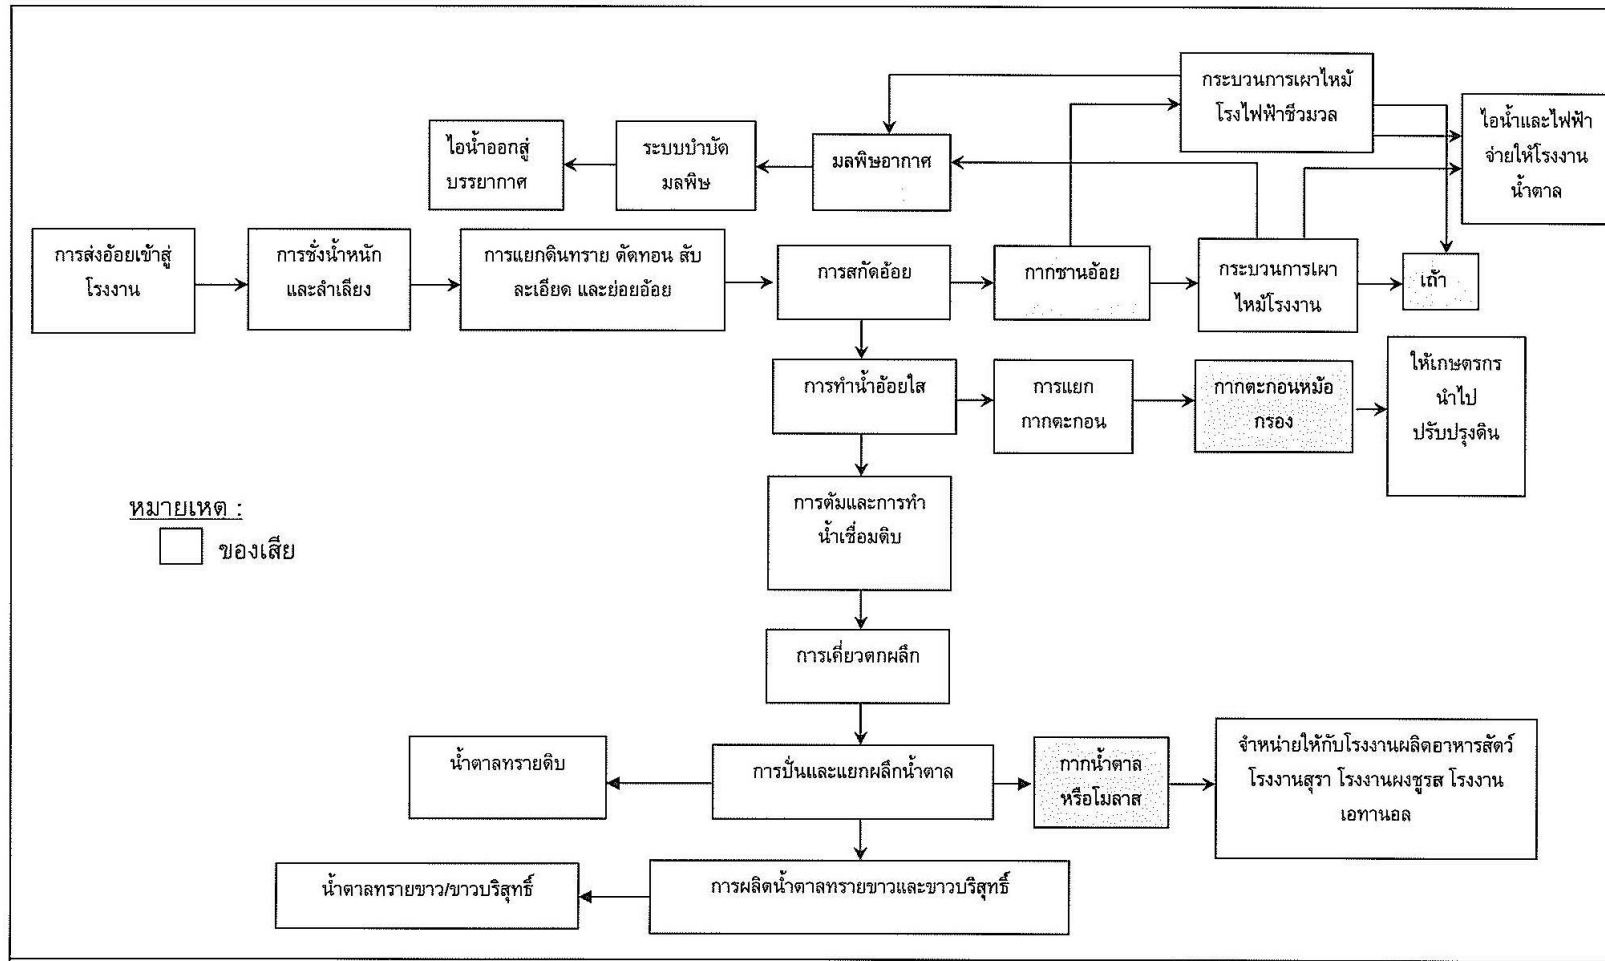 กระบวนการเผาไหม้
โรงไฟฟ้าชีวมวล
ไอน้ำและไฟฟ้า
จ่ายให้โรงงาน
น้ำตาล
ไอน้ำออกสู่
บรรยากาศ
ระบบบำบัด
มลพิษ
มลพิษอากาศ
การส่งอ้อยเข้าสู่
โรงงาน
การชั่งน้ำหนัก
และลำเลียง
การแยกดินทราย ตัดทอน สับ
ละเอียด และย่อยอ้อย
การสกัดอ้อย
กากชานอ้อย
กระบวนการเผา
ไหม้โรงงาน
เถ้า
การทำน้ำอ้อยใส
การแยก
กากตะกอน
กากตะกอนหม้อ
กรอง
ให้เกษตรกร
นำไป
ปรับปรุงดิน
การต้มและการทำ
น้ำเชื่อมดิบ
หมายเหตุ :
ของเสีย
การเคี่ยวตกผลึก
น้ำตาลทรายดิบ
การปั่นและแยกผลึกน้ำตาล
กากน้ำตาล
หรือโมลาส
จำหน่ายให้กับโรงงานผลิตอาหารสัตว์
โรงงานสุรา โรงงานผงชูรส โรงงาน
เอทานอล
น้ำตาลทรายขาว/ขาวบริสุทธิ์
การผลิตน้ำตาลทรายขาวและขาวบริสุทธิ์